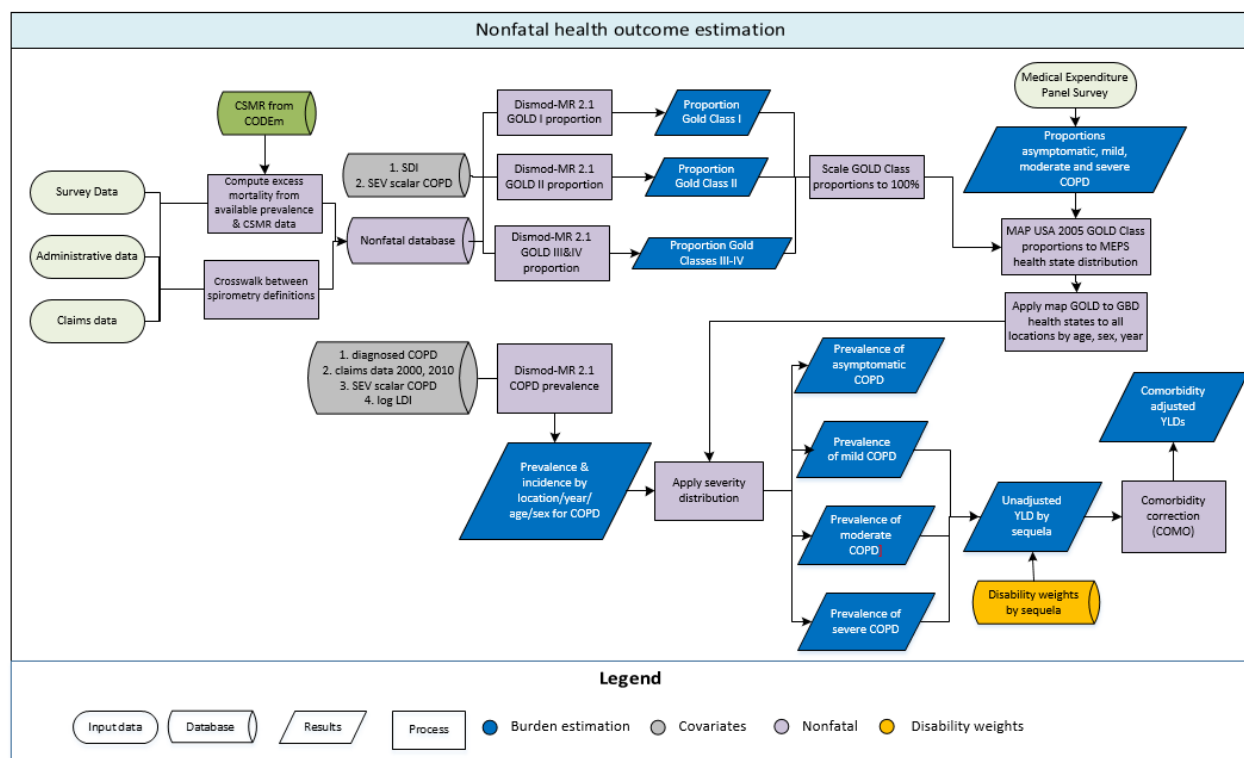 Nonfatal health outcome estimation
CSMR from
CODEm
Survey Data
Administrative data
Claims data
Compute excess
mortality from
available prevalence
& CSMR data
Crosswalk between
spirometry definitions
1. SDI
2. SEV scalar COPD
Nonfatal database
Dismod-MR 2.1
GOLD I proportion
Dismod-MR 2.1
GOLD II proportion
Dismod-MR 2.1
GOLD III&IV
proportion
Proportion
Gold Class I
Proportion
Gold Class II
Proportion Gold
Classes III-IV
Scale GOLD Class
proportions to 100%
Medical Expenditure
Panel Survey
Proportions
asymptomatic, mild,
moderate and severe
COPD
MAP USA 2005 GOLD Class
proportions to MEPS
health state distribution
Apply map GOLD to GBD
health states to all
locations by age, sex, year
1. diagnosed COPD
2. claims data 2000, 2010
3. SEV scalar COPD
4. log LDI
Dismod-MR 2.1
COPD prevalence
Prevalence &
incidence by
location/year/
age/sex for COPD
Apply severity
distribution
Prevalence of
asymptomatic
COPD
Prevalence
of mild COPD
Prevalence of
moderate
COPD
Prevalence of
severe COPD
Unadjusted
YLD by
sequela
Disability weights
by sequela
Comorbidity
adjusted
YLDs
Comorbidity
correction
(COMO)
Legend
Input data
Database
Results
Process
Burden estimation
Covariates
Nonfatal
Disability weights